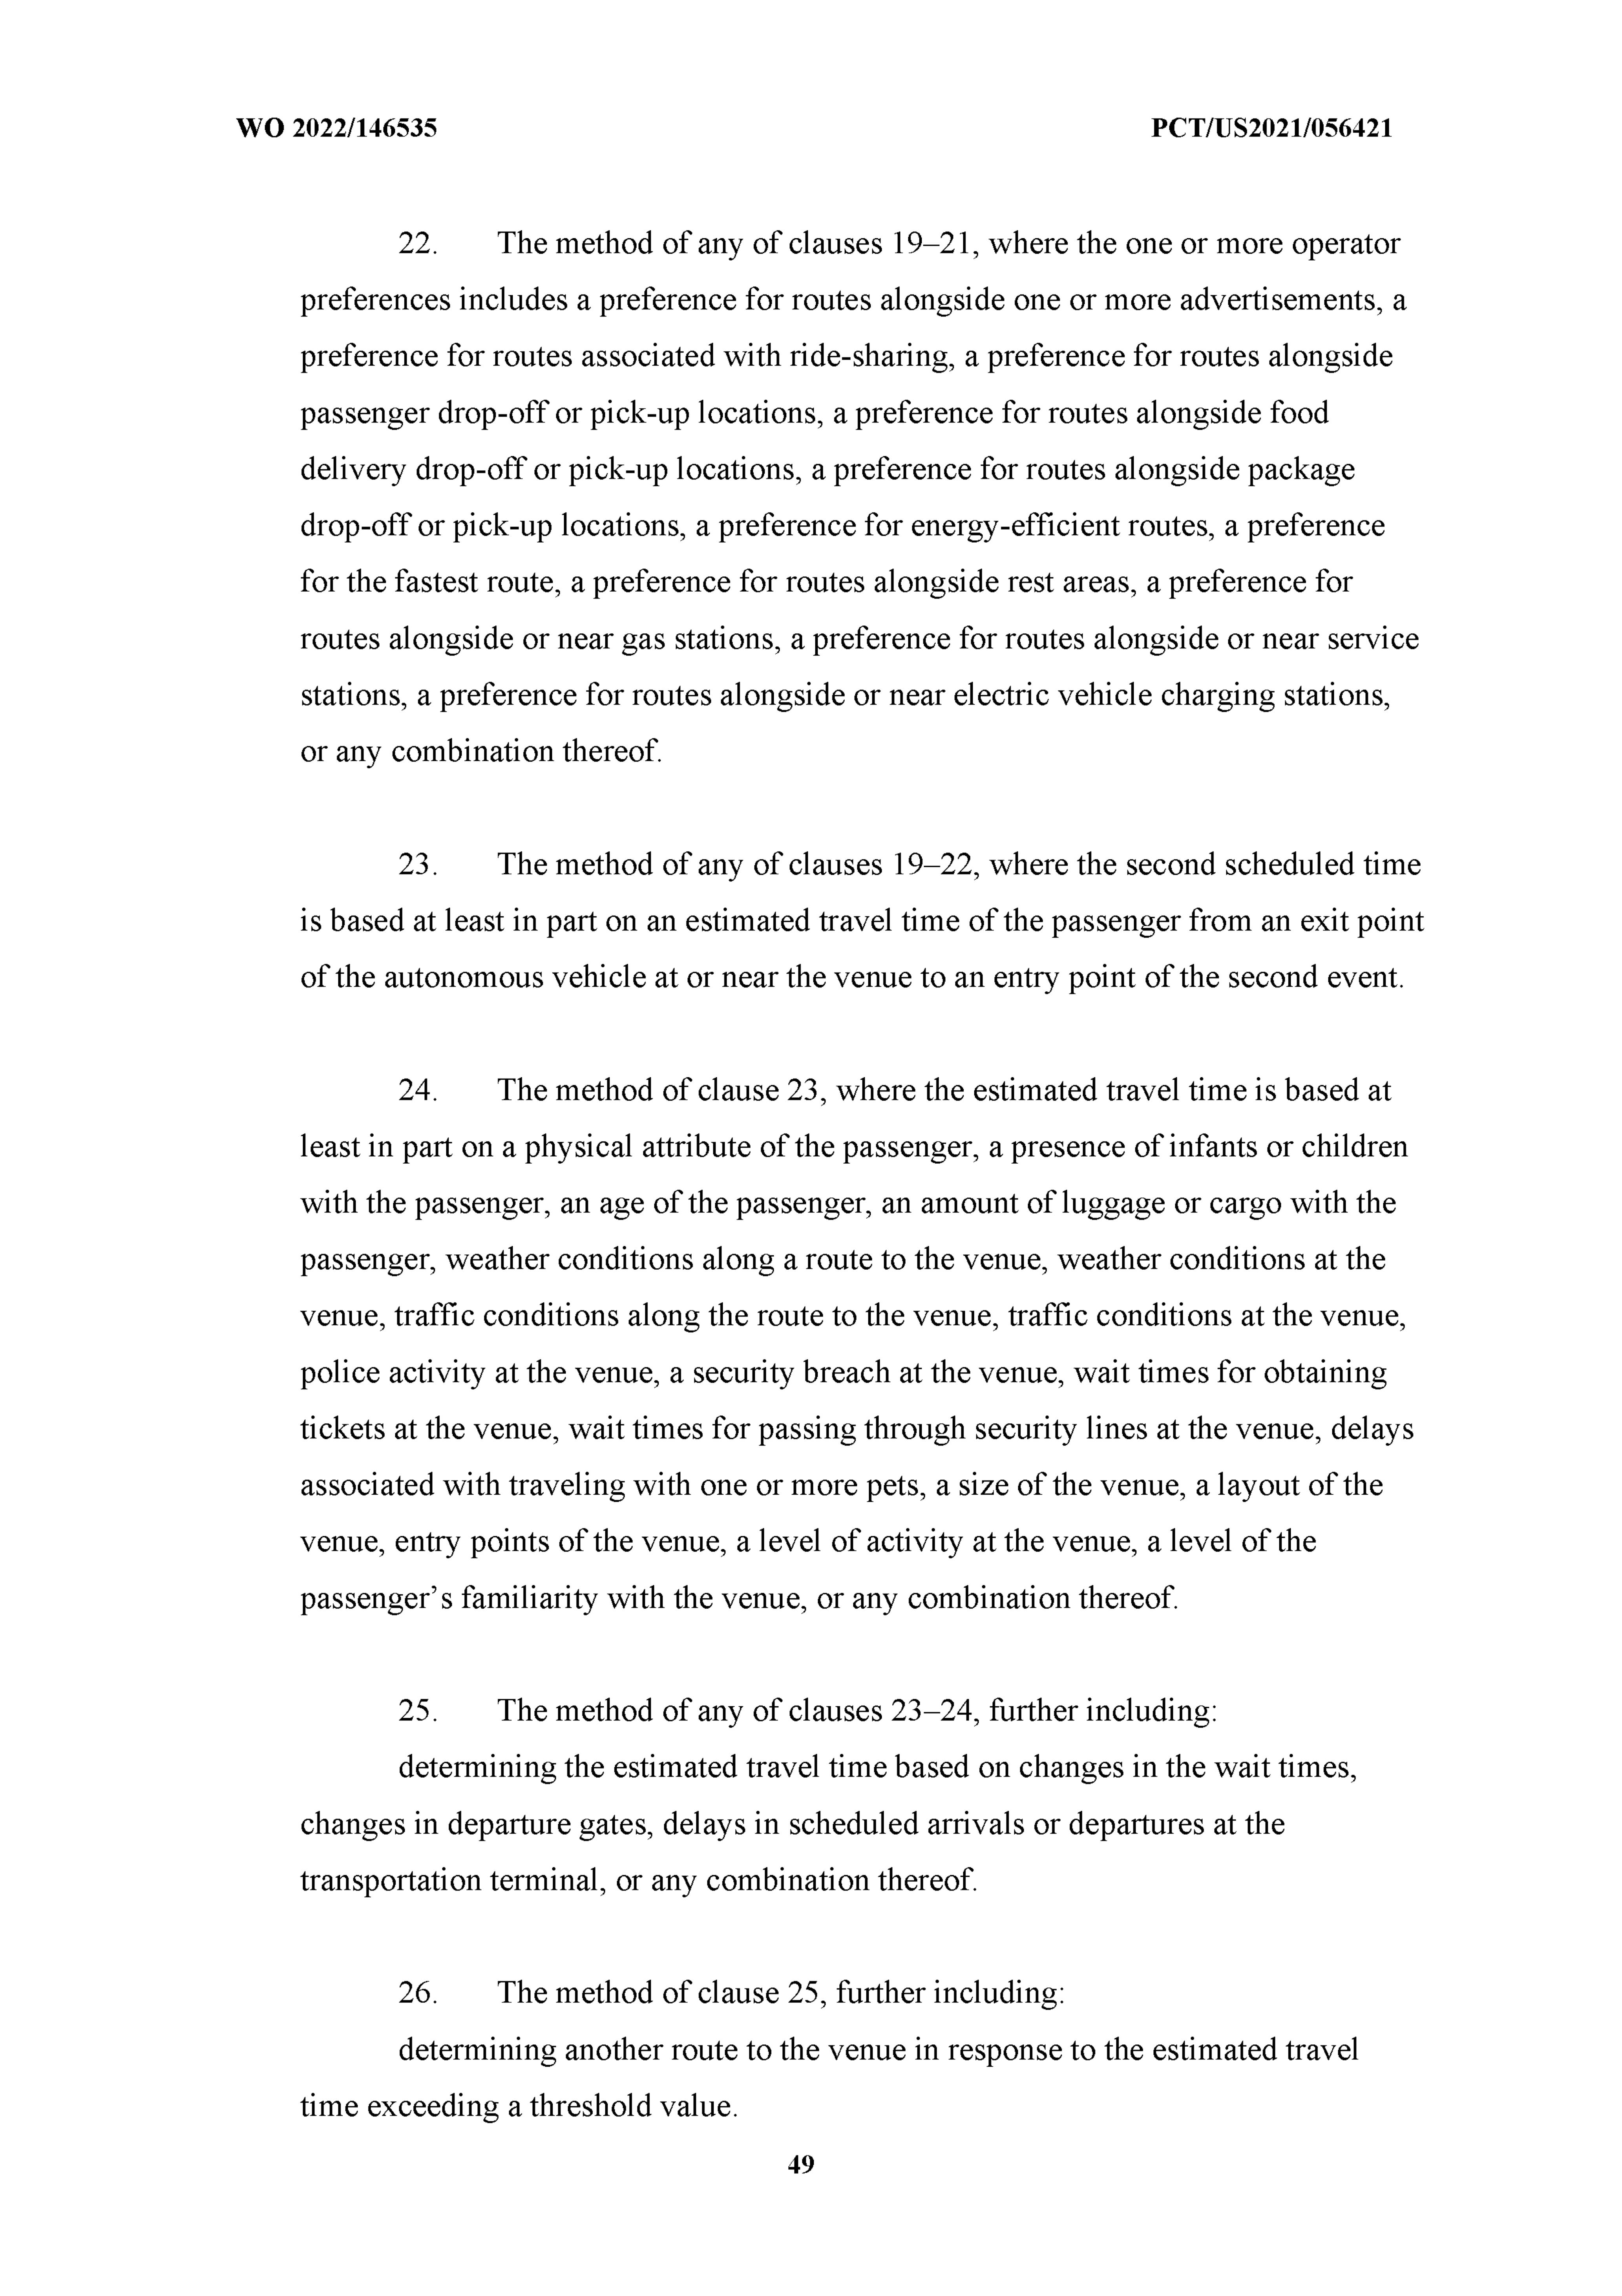 WO 2022/146535 PCT/US2021/056421
22. The method of any of clauses 19–21, where the one or more operator
preferences includes a preference for routes alongside one or more advertisements, a
preference for routes associated with ride-sharing, a preference for routes alongside
passenger drop-off or pick-up locations, a preference for routes alongside food
delivery drop-off or pick-up locations, a preference for routes alongside package
drop-off or pick-up locations, a preference for energy-efficient routes, a preference
for the fastest route, a preference for routes alongside rest areas, a preference for
routes alongside or near gas stations, a preference for routes alongside or near service
stations, a preference for routes alongside or near electric vehicle charging stations,
or any combination thereof.
23. The method of any of clauses 19–22, where the second scheduled time
is based at least in part on an estimated travel time of the passenger from an exit point
of the autonomous vehicle at or near the venue to an entry point of the second event.
24. The method of clause 23, where the estimated travel time is based at
least in part on a physical attribute of the passenger, a presence of infants or children
with the passenger, an age of the passenger, an amount of luggage or cargo with the
passenger, weather conditions along a route to the venue, weather conditions at the
venue, traffic conditions along the route to the venue, traffic conditions at the venue,
police activity at the venue, a security breach at the venue, wait times for obtaining
tickets at the venue, wait times for passing through security lines at the venue, delays
associated with traveling with one or more pets, a size of the venue, a layout of the
venue, entry points of the venue, a level of activity at the venue, a level of the
passenger’s familiarity with the venue, or any combination thereof.
25. The method of any of clauses 23–24, further including:
determining the estimated travel time based on changes in the wait times,
changes in departure gates, delays in scheduled arrivals or departures at the
transportation terminal, or any combination thereof.
26. The method of clause 25, further including:
determining another route to the venue in response to the estimated travel
time exceeding a threshold value.
49